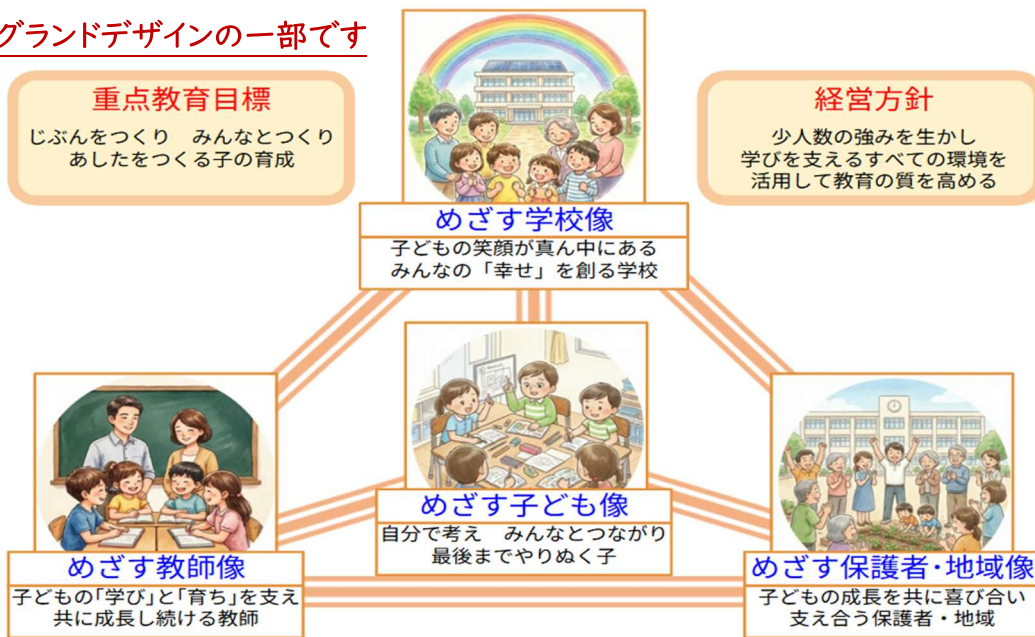 グランドデザインの一部です
重点教育目標
じぶんをつくり　みんなとつくり
あしたをつくる子の育成
経営方針
少人数の強みを生かし
学びを支えるすべての環境を
活用して教育の質を高める
めざす学校像
子どもの笑顔が真ん中にある
みんなの「幸せ」を創る学校
めざす子ども像
自分で考え　みんなとつながり
最後までやりぬく子
めざす教師像
子どもの「学び」と「育ち」を支え
共に成長し続ける教師
めざす保護者・地域像
子どもの成長を共に喜び合い
支え合う保護者・地域